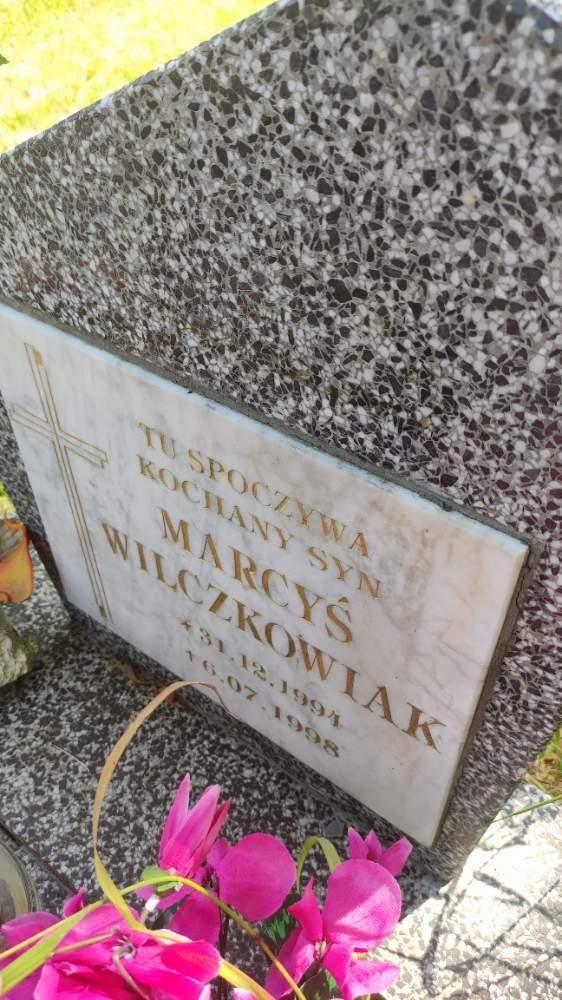 TU SPOCZYWA
KOCHANY SYN
MARCYŚ
WILCZKOWIAK
*31.12.1994
†6.07.1998